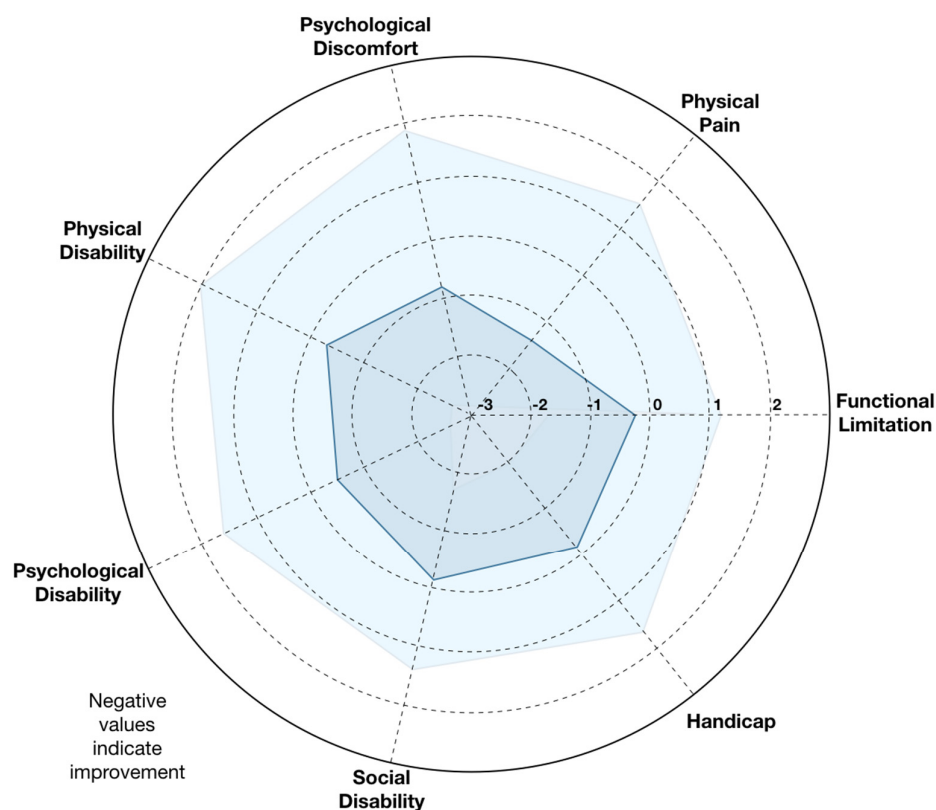 Psychological
Discomfort
Physical
Pain
Physical
Disability
-3 -2 -1 0 1 2
Functional
Limitation
Psychological
Disability
Negative
values
indicate
improvement
Handicap
Social
Disability